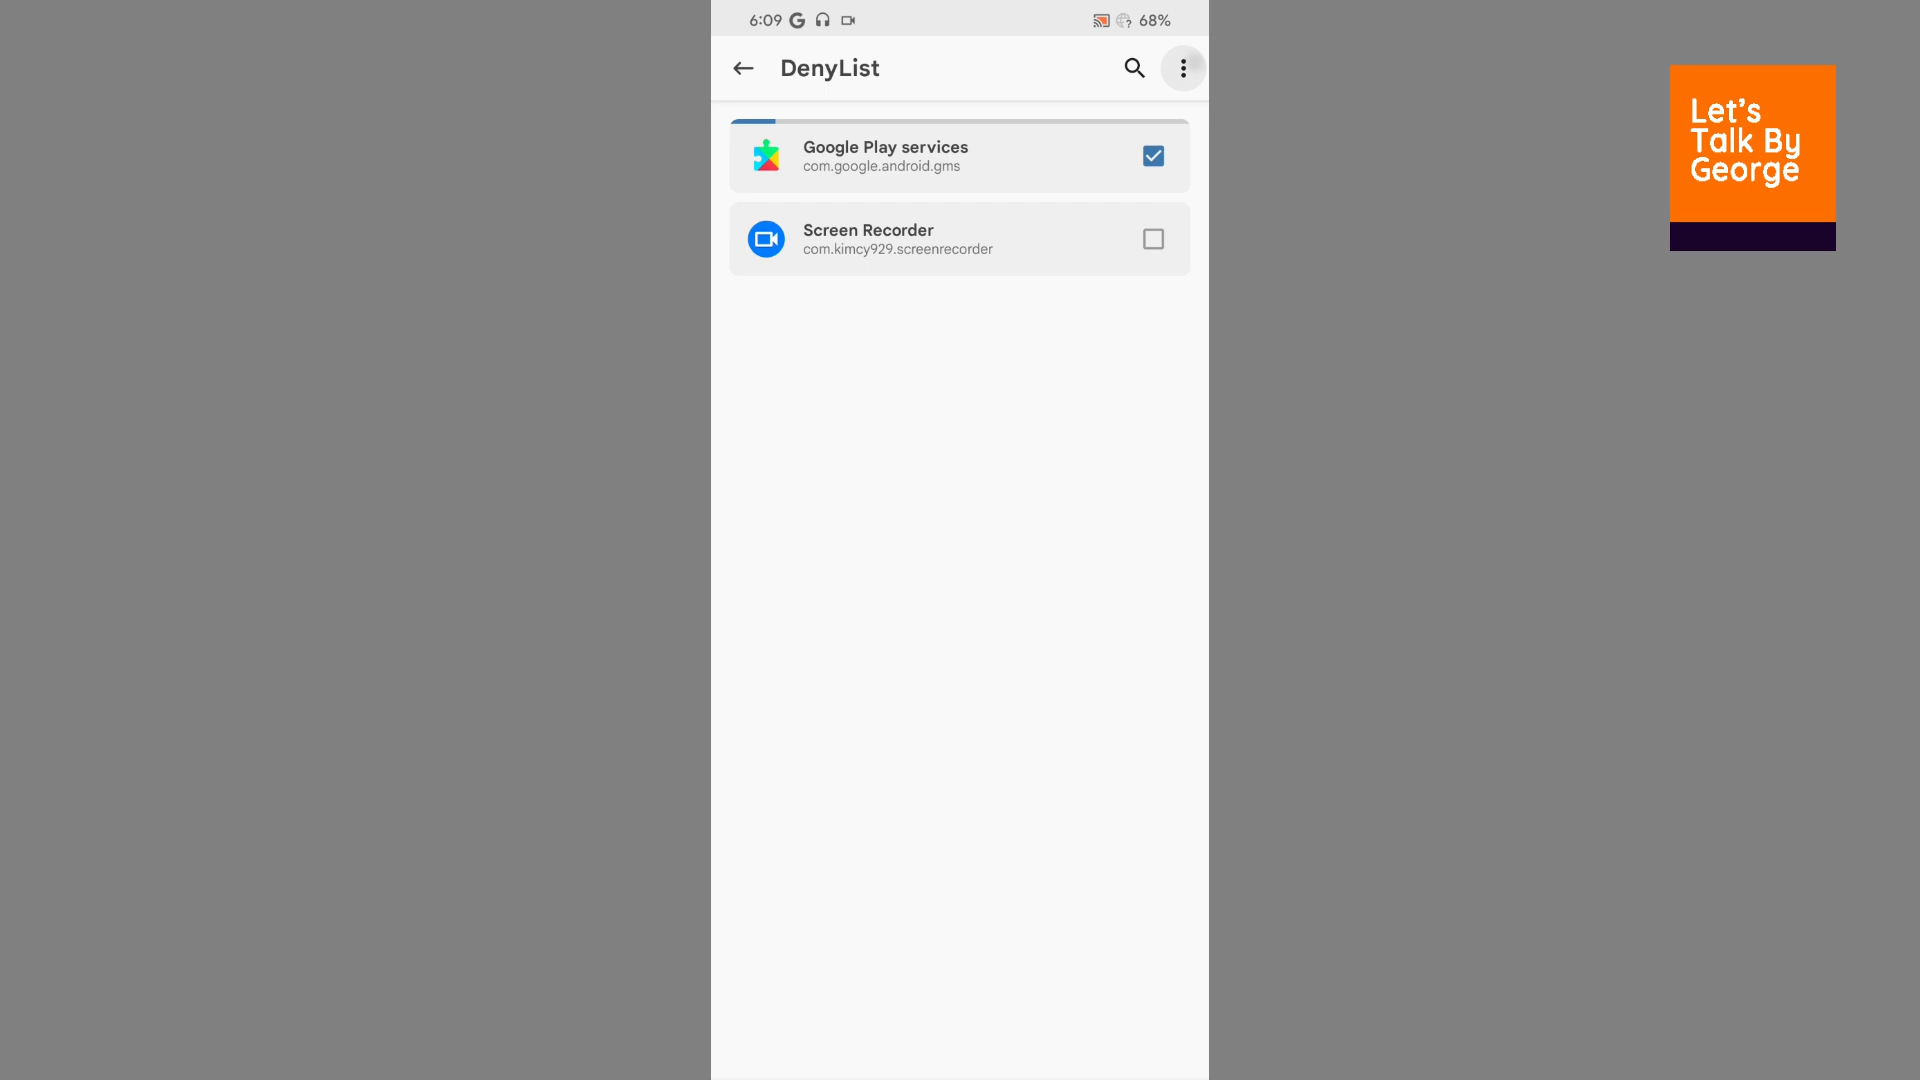 6:09
68%
DenyList
Google Play services
com.google.android.gms
Screen Recorder
com.kimcy929.screenrecorder
Let's
Talk By
George